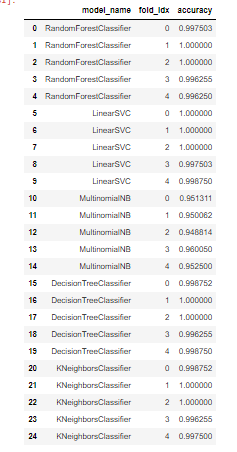 model_name fold_idx accuracy
0 RandomForestClassifier 0 0.997503
1 RandomForestClassifier 1 1.000000
2 RandomForestClassifier 2 1.000000
3 RandomForestClassifier 3 0.996255
4 RandomForestClassifier 4 0.996250
5 LinearSVC 0 1.000000
6 LinearSVC 1 1.000000
7 LinearSVC 2 1.000000
8 LinearSVC 3 0.997503
9 LinearSVC 4 0.998750
10 MultinomialNB 0 0.951311
11 MultinomialNB 1 0.950062
12 MultinomialNB 2 0.948814
13 MultinomialNB 3 0.960050
14 MultinomialNB 4 0.952500
15 DecisionTreeClassifier 0 0.998752
16 DecisionTreeClassifier 1 1.000000
17 DecisionTreeClassifier 2 1.000000
18 DecisionTreeClassifier 3 0.996255
19 DecisionTreeClassifier 4 0.998750
20 KNeighborsClassifier 0 0.998752
21 KNeighborsClassifier 1 1.000000
22 KNeighborsClassifier 2 1.000000
23 KNeighborsClassifier 3 0.996255
24 KNeighborsClassifier 4 0.997500